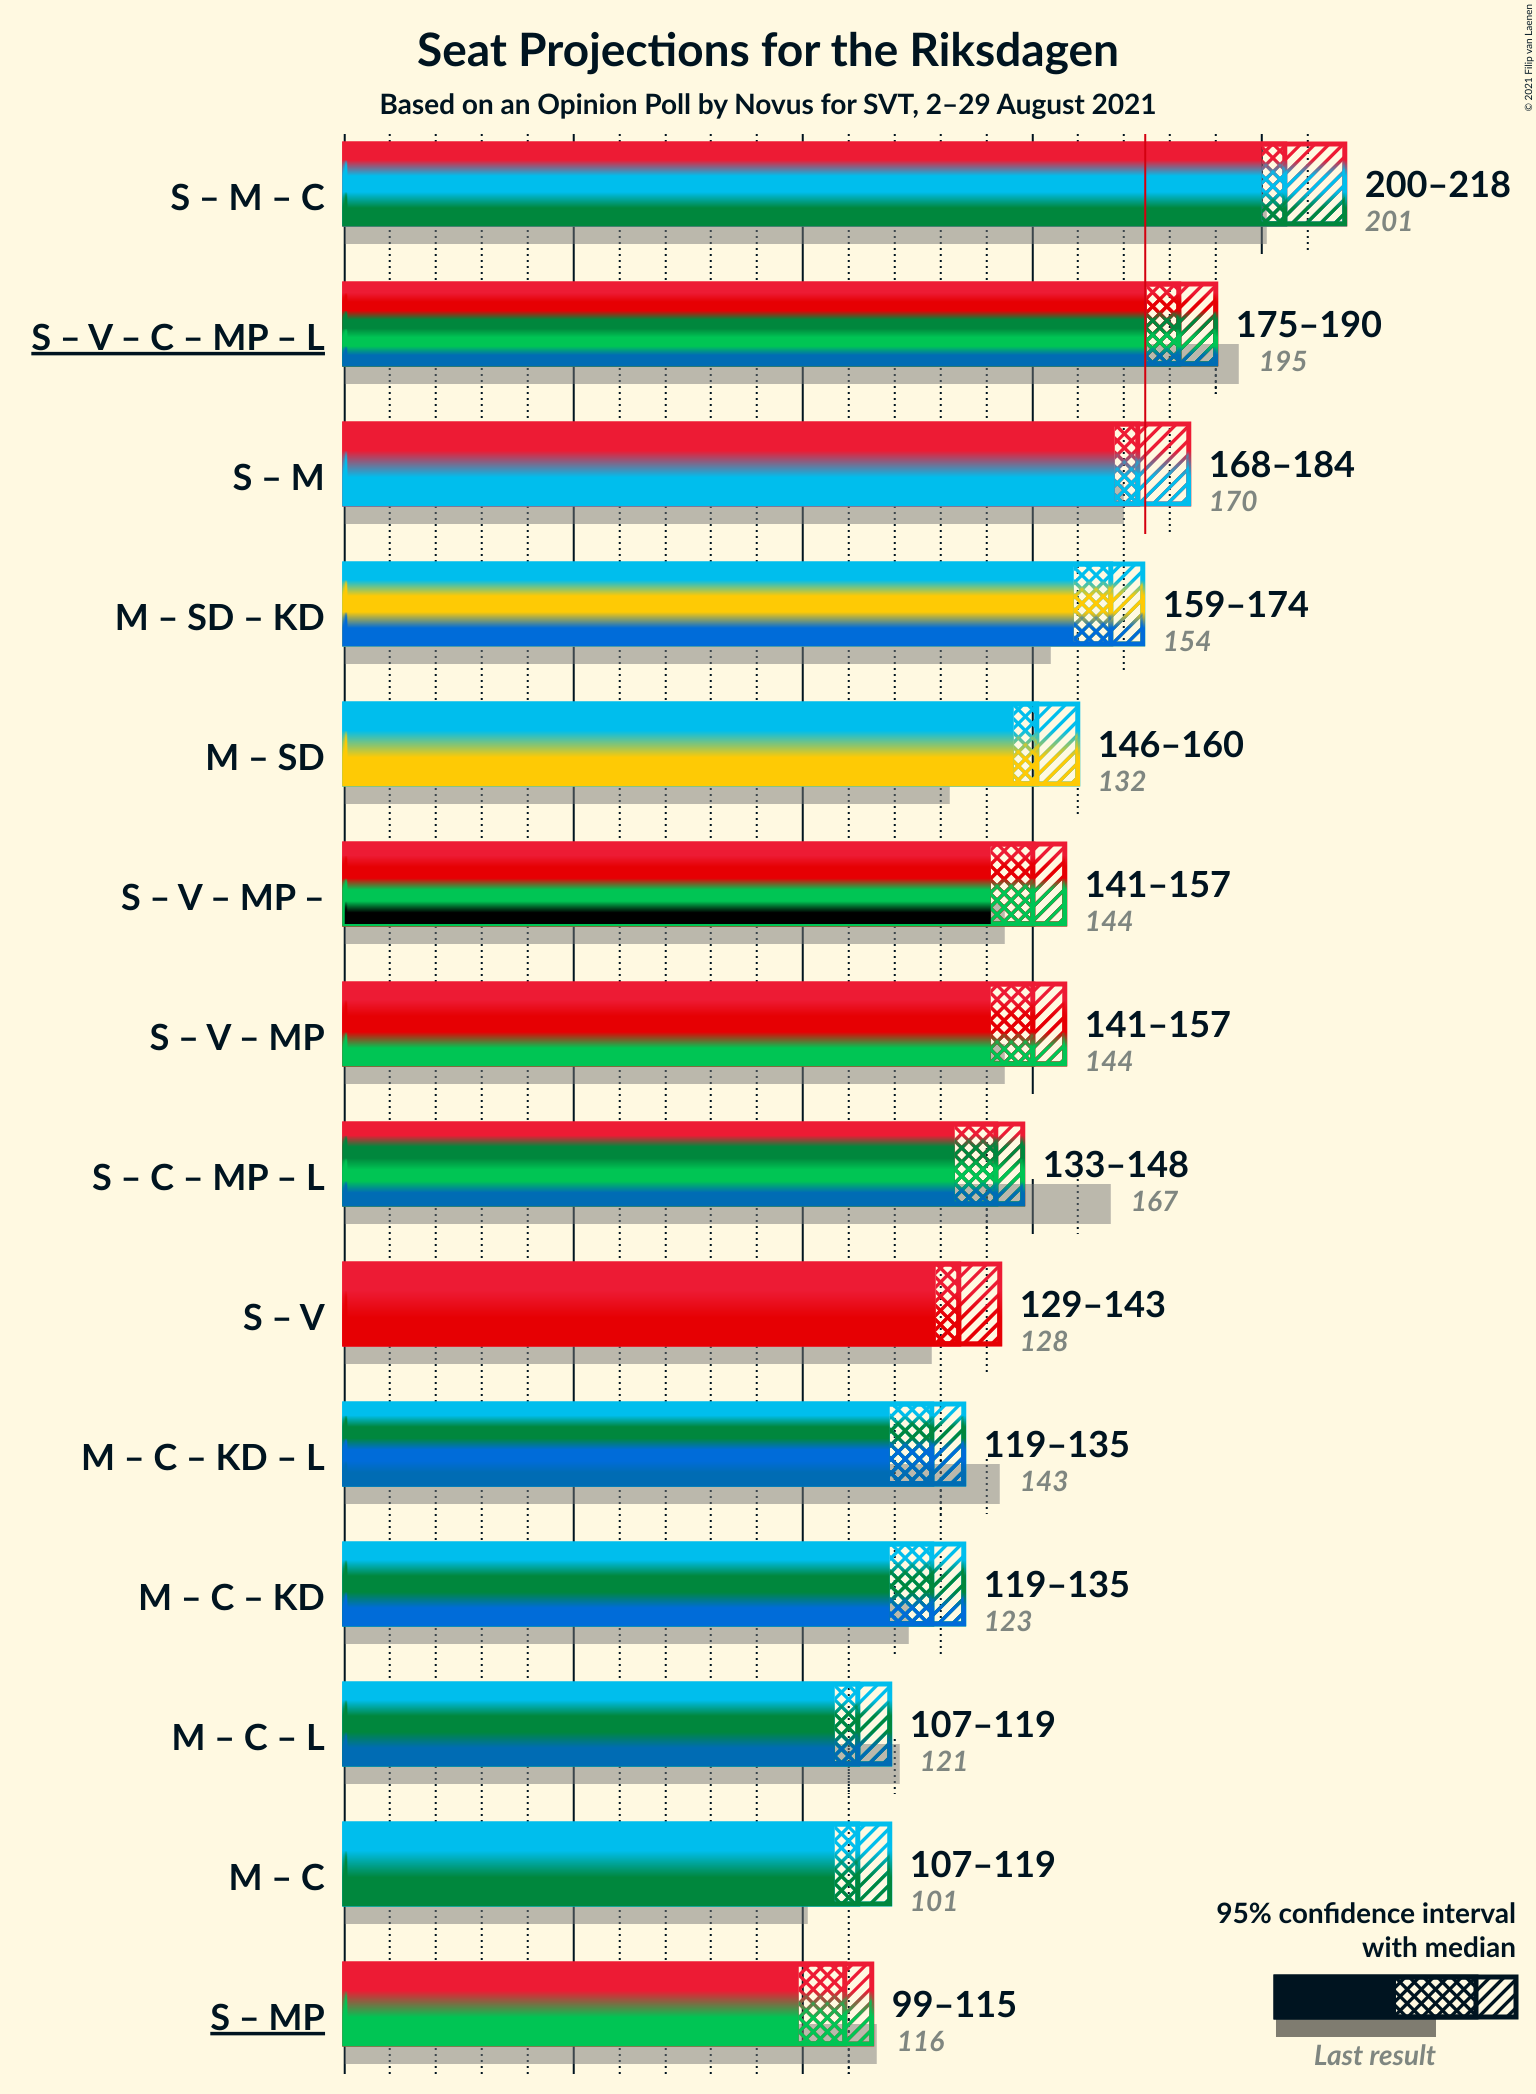 Seat Projections for the Riksdagen
Based on an Opinion Poll by Novus for SVT, 2–29 August 2021
© 2021 Filip van Laenen
S – M – C
200–218
201
S – V – C – MP – L
175–190
195
S – M
168–184
170
M – SD – KD
159–174
154
M – SD
146–160
132
S – V – MP –
141–157
144
S – V – MP
141–157
144
S – C – MP – L
133–148
167
S – V
129–143
128
M – C – KD – L
119–135
143
M – C – KD
119–135
123
M – C – L
107–119
121
M – C
107–119
101
S – MP
99–115
116
95% confidence interval
with median
Last result